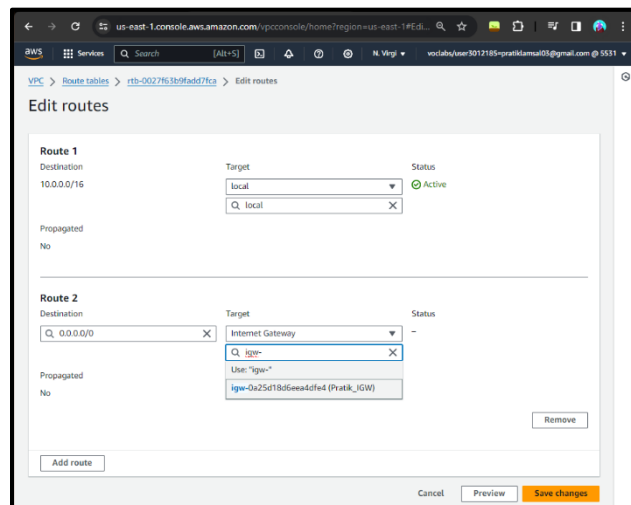 us-east-1.console.aws.amazon.com/vpcconsole/home?region=us-east-1#Edi...
aws Services Search [Alt+S] N. Virgi voclabs/user3012185=pratiklamsal03@gmail.com @ 5531
VPC > Route tables > rtb-0027f63b9fadd7fca > Edit routes
Edit routes
Route 1
Destination Target Status
10.0.0.0/16 local Active
local
Propagated
No
Route 2
Destination Target Status
0.0.0.0/0 Internet Gateway –
igw-
Use: "igw-"
Propagated
igw-0a25d18d6eea4dfe4 (Pratik_IGW)
No
Remove
Add route
Cancel Preview Save changes